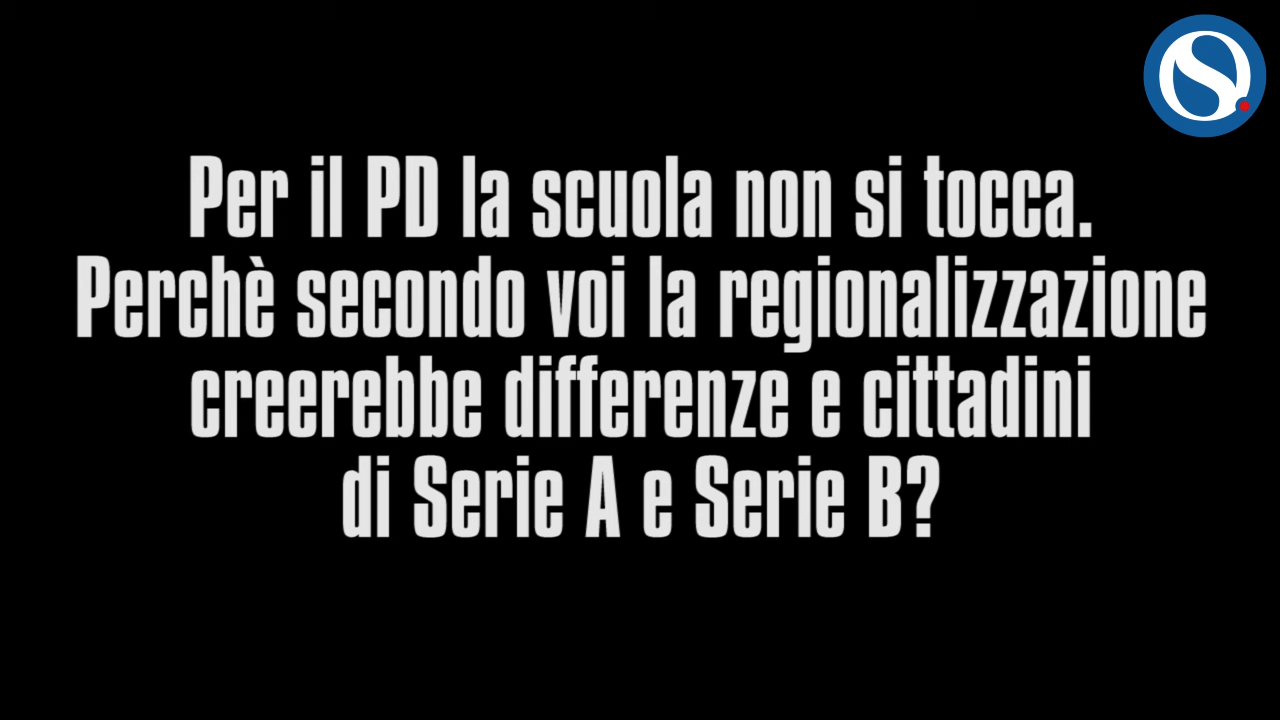 Per il PD la scuola non si tocca.
Perchè secondo voi la regionalizzazione
creerebbe differenze e cittadini
di Serie A e Serie B?